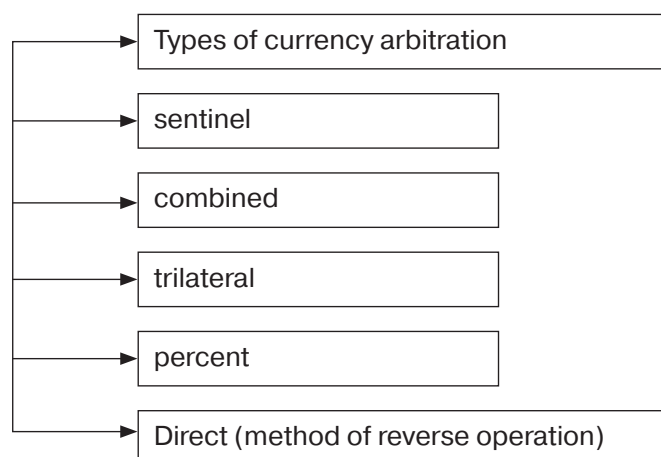 Types of currency arbitration
sentinel
combined
trilateral
percent
Direct (method of reverse operation)